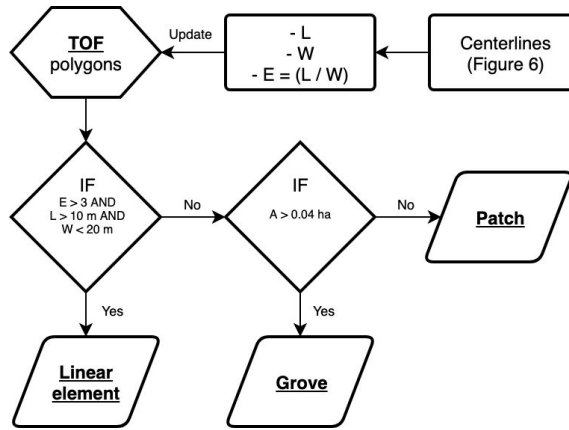 TOF
polygons
Update
- L
- W
- E = (L / W)
Centerlines
(Figure 6)
IF
E > 3 AND
L > 10 m AND
W < 20 m
No
IF
A > 0.04 ha
No
Patch
Yes
Yes
Linear
element
Grove